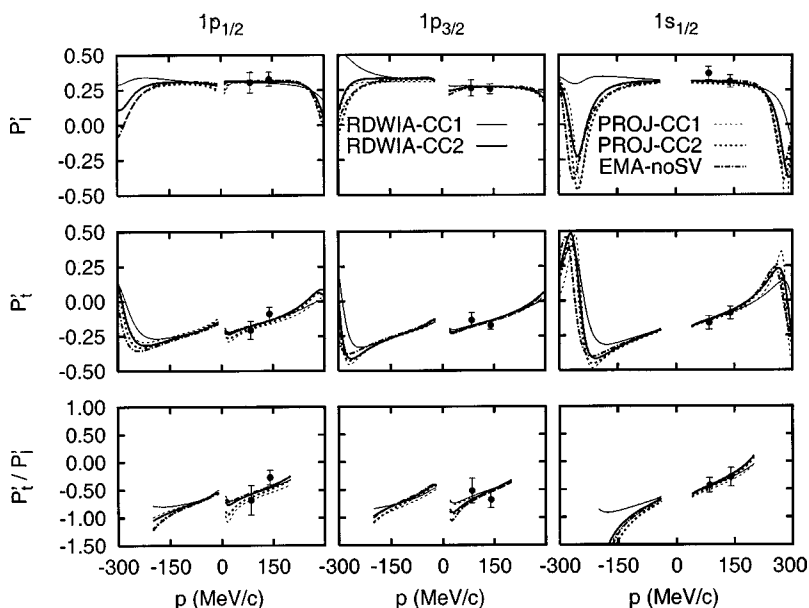 1p1/2 1p3/2 1s1/2
0.50
0.25
0.00
-0.25
-0.50
P'l
RDWIA-CC1
RDWIA-CC2
PROJ-CC1
PROJ-CC2
EMA-noSV
0.50
0.25
0.00
-0.25
-0.50
P't
1.00
0.50
0.00
-0.50
-1.00
-1.50
P't / P'l
-300 -150 0 150 -300 -150 0 150 -300 -150 0 150 300
p (MeV/c) p (MeV/c) p (MeV/c)